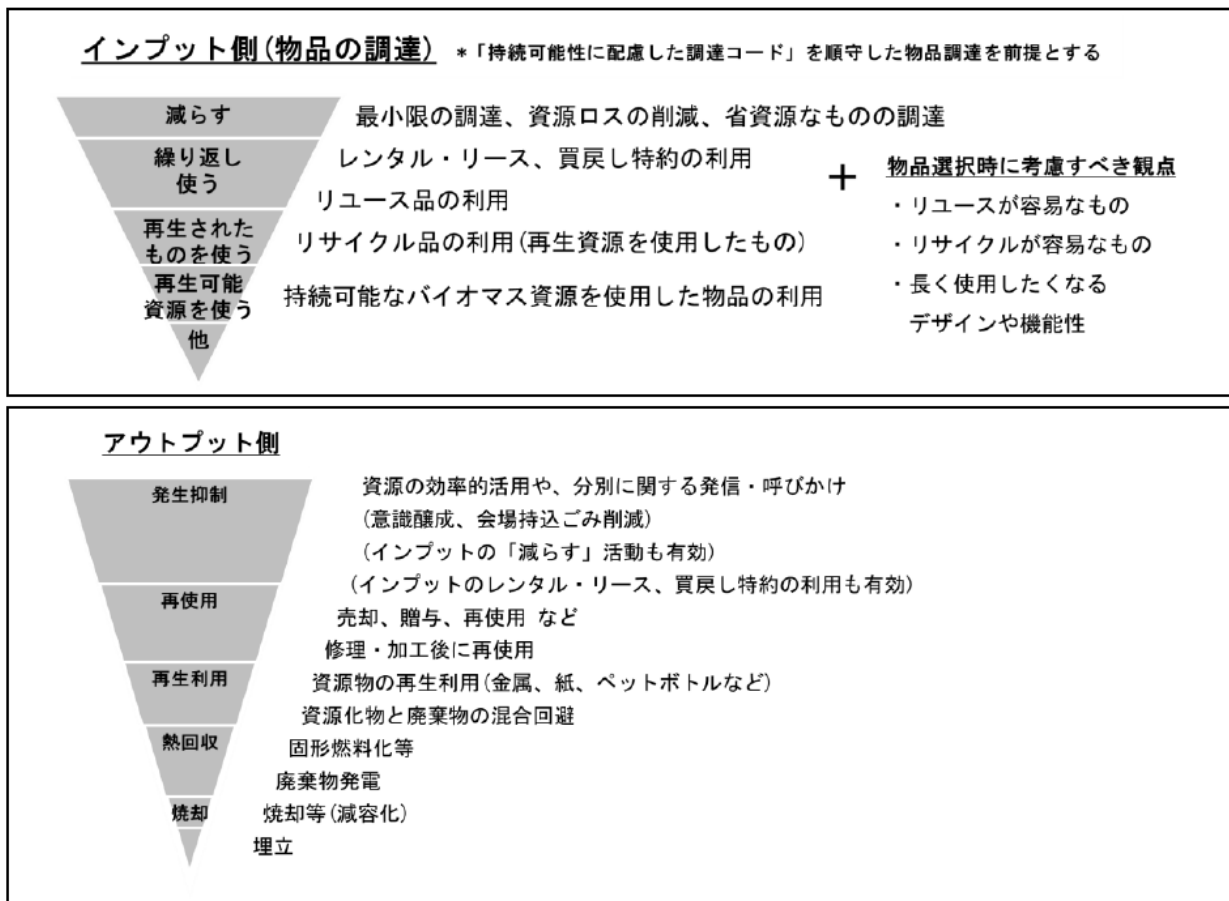 インプット側(物品の調達) *「持続可能性に配慮した調達コード」を順守した物品調達を前提とする
減らす
最小限の調達、資源ロスの削減、省資源なものの調達
繰り返し
使う
レンタル・リース、買戻し特約の利用
リユース品の利用
再生された
ものを使う
リサイクル品の利用(再生資源を使用したもの)
再生可能
資源を使う
持続可能なバイオマス資源を使用した物品の利用
他
+
物品選択時に考慮すべき観点
・リユースが容易なもの
・リサイクルが容易なもの
・長く使用したくなる
デザインや機能性
アウトプット側
発生抑制
資源の効率的活用や、分別に関する発信・呼びかけ
(意識醸成、会場持込ごみ削減)
(インプットの「減らす」活動も有効)
(インプットのレンタル・リース、買戻し特約の利用も有効)
再使用
売却、贈与、再使用 など
修理・加工後に再使用
再生利用
資源物の再生利用(金属、紙、ペットボトルなど)
資源化物と廃棄物の混合回避
熱回収
固形燃料化等
廃棄物発電
焼却
焼却等(減容化)
埋立